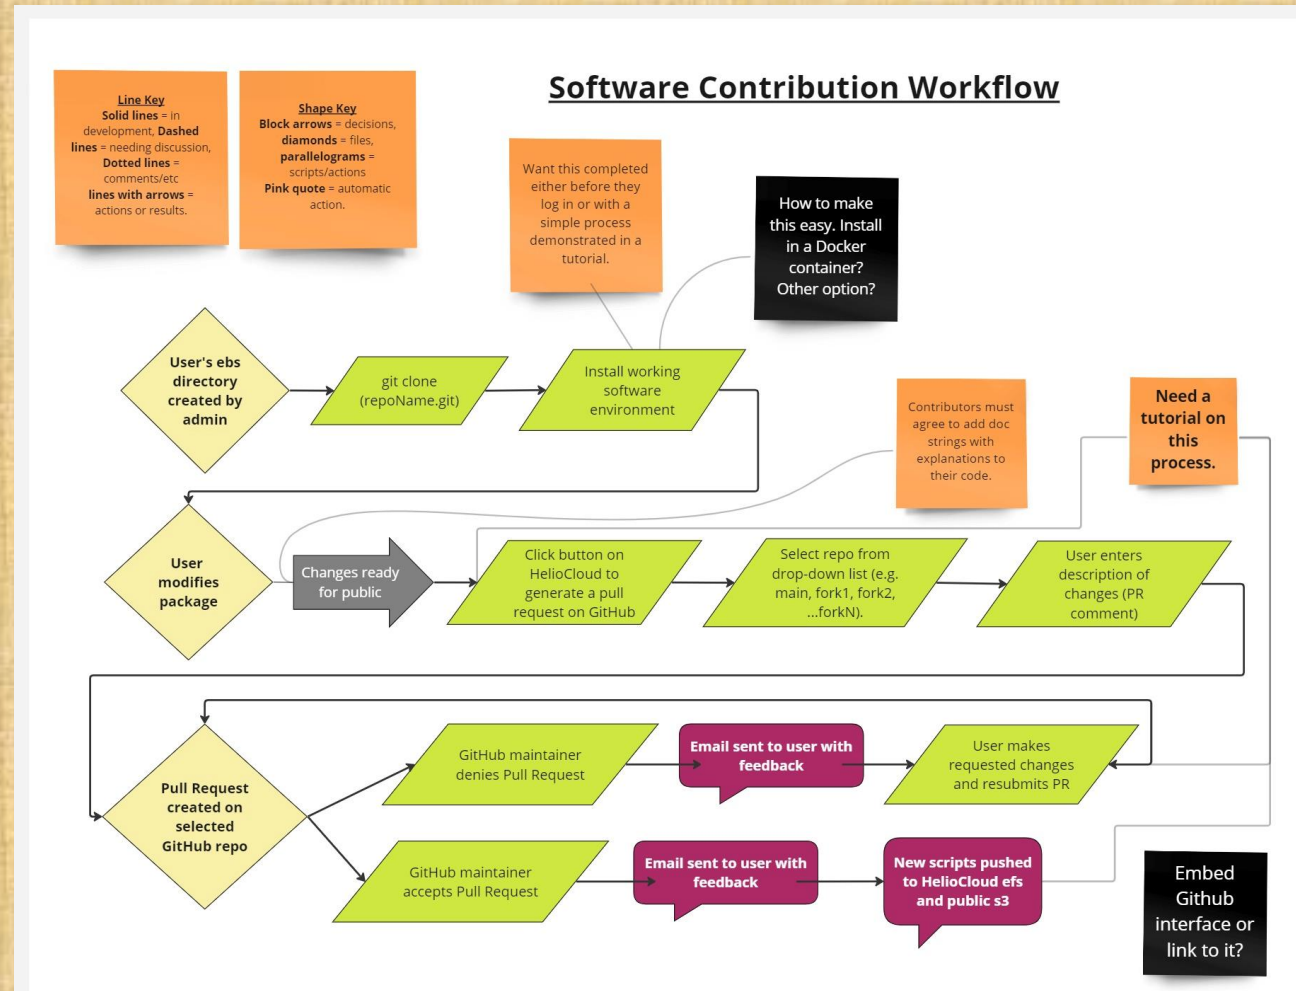 Software Contribution Workflow
Line Key
Solid lines = in
development, Dashed
lines = needing discussion,
Dotted lines =
comments/etc
lines with arrows =
actions or results.
Shape Key
Block arrows = decisions,
diamonds = files,
parallelograms =
scripts/actions
Pink quote = automatic
action.
Want this completed
either before they
log in or with a
simple process
demonstrated in a
tutorial.
How to make
this easy. Install
in a Docker
container?
Other option?
User's ebs
directory
created by
admin
git clone
(repoName.git)
Install working
software
environment
Contributors must
agree to add doc
strings with
explanations to
their code.
Need a
tutorial on
this
process.
User
modifies
package
Changes ready
for public
Click button on
HelioCloud to
generate a pull
request on GitHub
Select repo from
drop-down list (e.g.
main, fork1, fork2,
...forkN).
User enters
description of
changes (PR
comment)
Pull Request
created on
selected
GitHub repo
GitHub maintainer
denies Pull Request
Email sent to user with
feedback
User makes
requested changes
and resubmits PR
GitHub maintainer
accepts Pull Request
Email sent to user with
feedback
New scripts pushed
to HelioCloud efs
and public s3
Embed
Github
interface or
link to it?